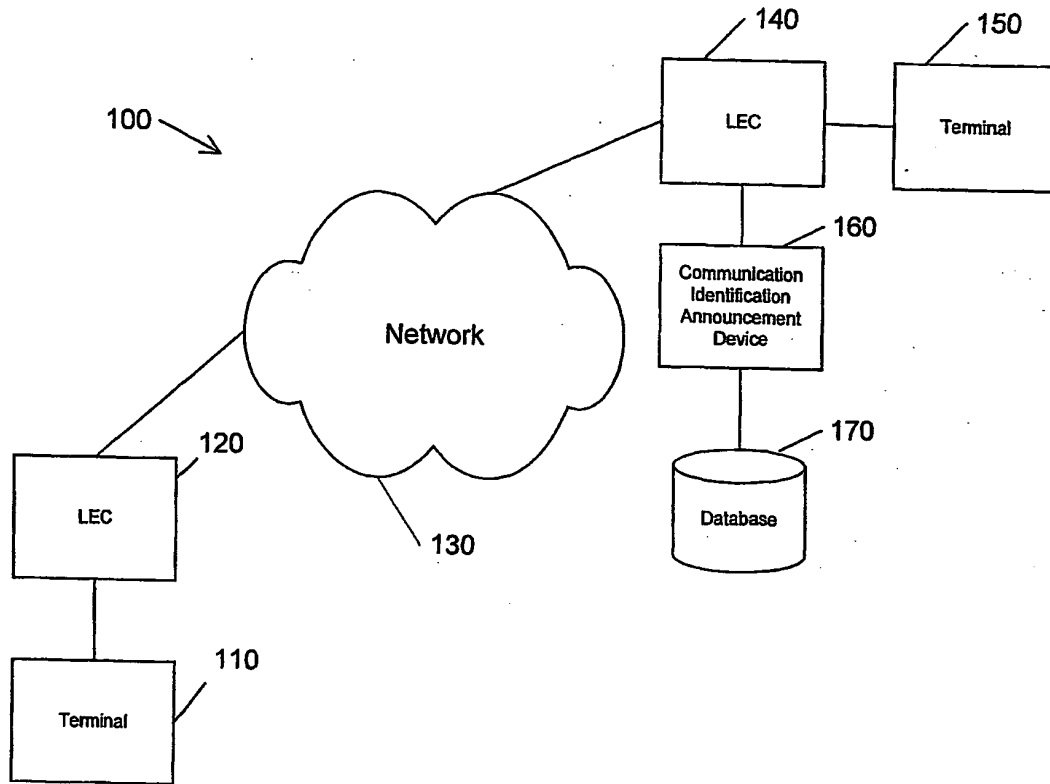 140
150
100
LEC
Terminal
160
Communication
Identification
Announcement
Device
Network
170
120
Database
LEC
130
110
Terminal